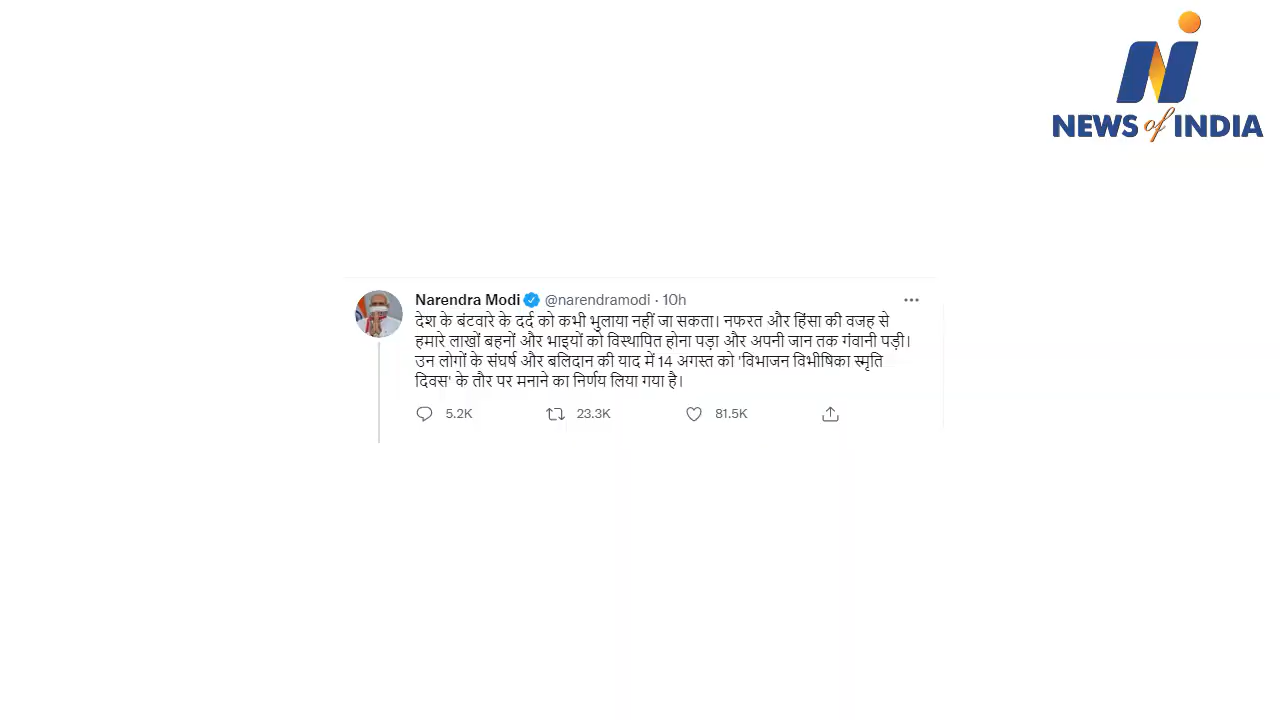 NEWS of INDIA
Narendra Modi @narendramodi · 10h
देश के बंटवारे के दर्द को कभी भुलाया नहीं जा सकता। नफरत और हिंसा की वजह से
हमारे लाखों बहनों और भाइयों को विस्थापित होना पड़ा और अपनी जान तक गंवानी पड़ी।
उन लोगों के संघर्ष और बलिदान की याद में 14 अगस्त को 'विभाजन विभीषिका स्मृति
दिवस' के तौर पर मनाने का निर्णय लिया गया है।
5.2K 23.3K 81.5K